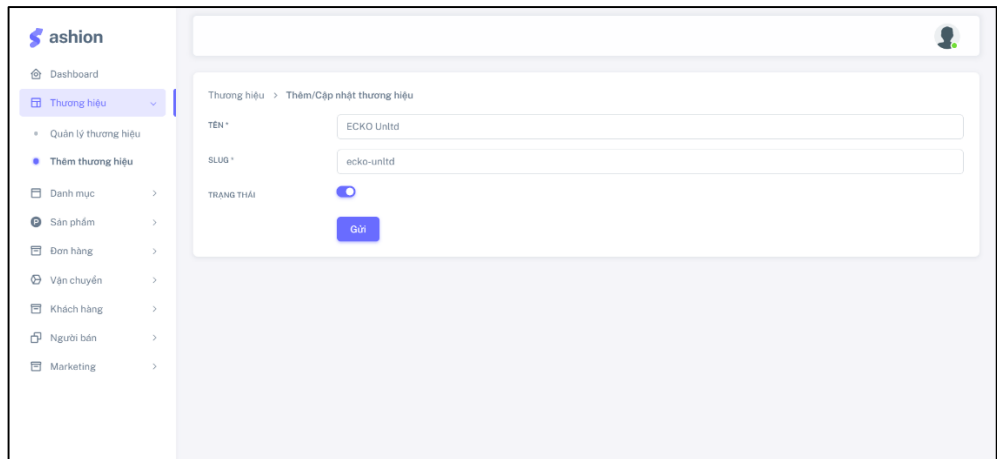 ashion
Dashboard
Thương hiệu
Quản lý thương hiệu
Thêm thương hiệu
Danh mục
Sản phẩm
Đơn hàng
Vận chuyển
Khách hàng
Người bán
Marketing
Thương hiệu > Thêm/Cập nhật thương hiệu
TÊN *
ECKO Unltd
SLUG *
ecko-unltd
TRẠNG THÁI
Gửi